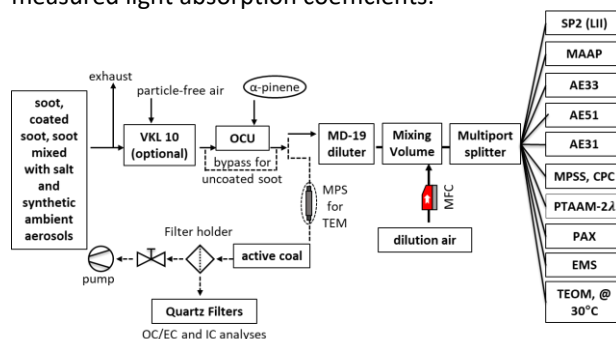 measured light absorption coefficients.
exhaust
particle-free air
α-pinene
soot,
coated
soot, soot
mixed
with salt
and
synthetic
ambient
aerosols
VKL 10
(optional)
OCU
bypass for
uncoated soot
MD-19
diluter
Mixing
Volume
Multiport
splitter
MPS
for
TEM
MFC
dilution air
Filter holder
active coal
pump
Quartz Filters
OC/EC and IC analyses
SP2 (LII)
MAAP
AE33
AE51
AE31
MPSS, CPC
PTAAM-2λ
PAX
EMS
TEOM, @
30°C